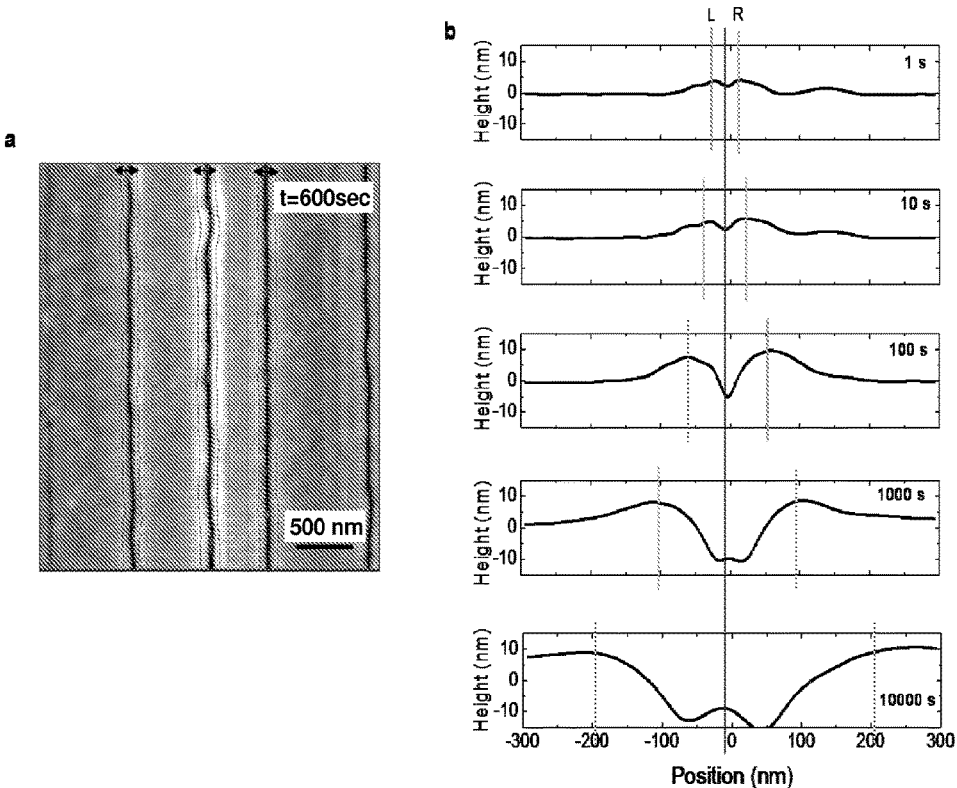 a
t=600sec
500 nm
b
L R
Height (nm)
10
0
-10
1 s
Height (nm)
10
0
-10
10 s
Height (nm)
10
0
-10
100 s
Height (nm)
10
0
-10
1000 s
Height (nm)
10
0
-10
10000 s
-300 -200 -100 0 100 200 300
Position (nm)